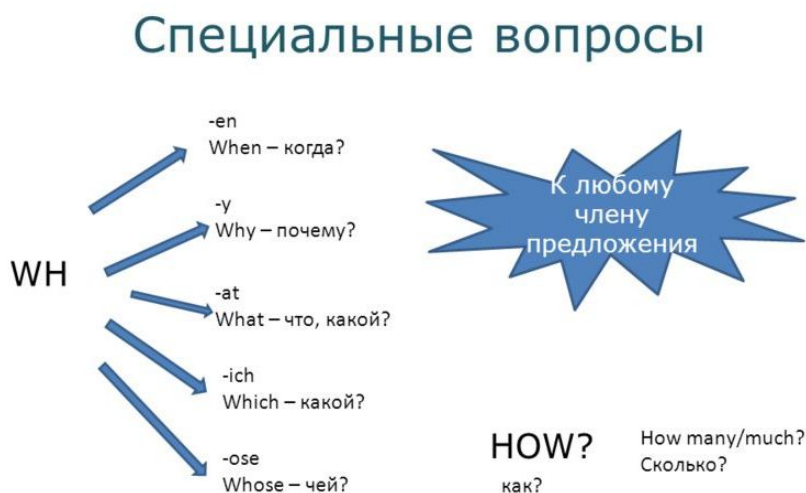 Специальные вопросы
-en
When – когда?
-y
Why – почему?
WH
-at
What – что, какой?
-ich
Which – какой?
-ose
Whose – чей?
К любому
члену
предложения
HOW?
как?
How many/much?
Сколько?